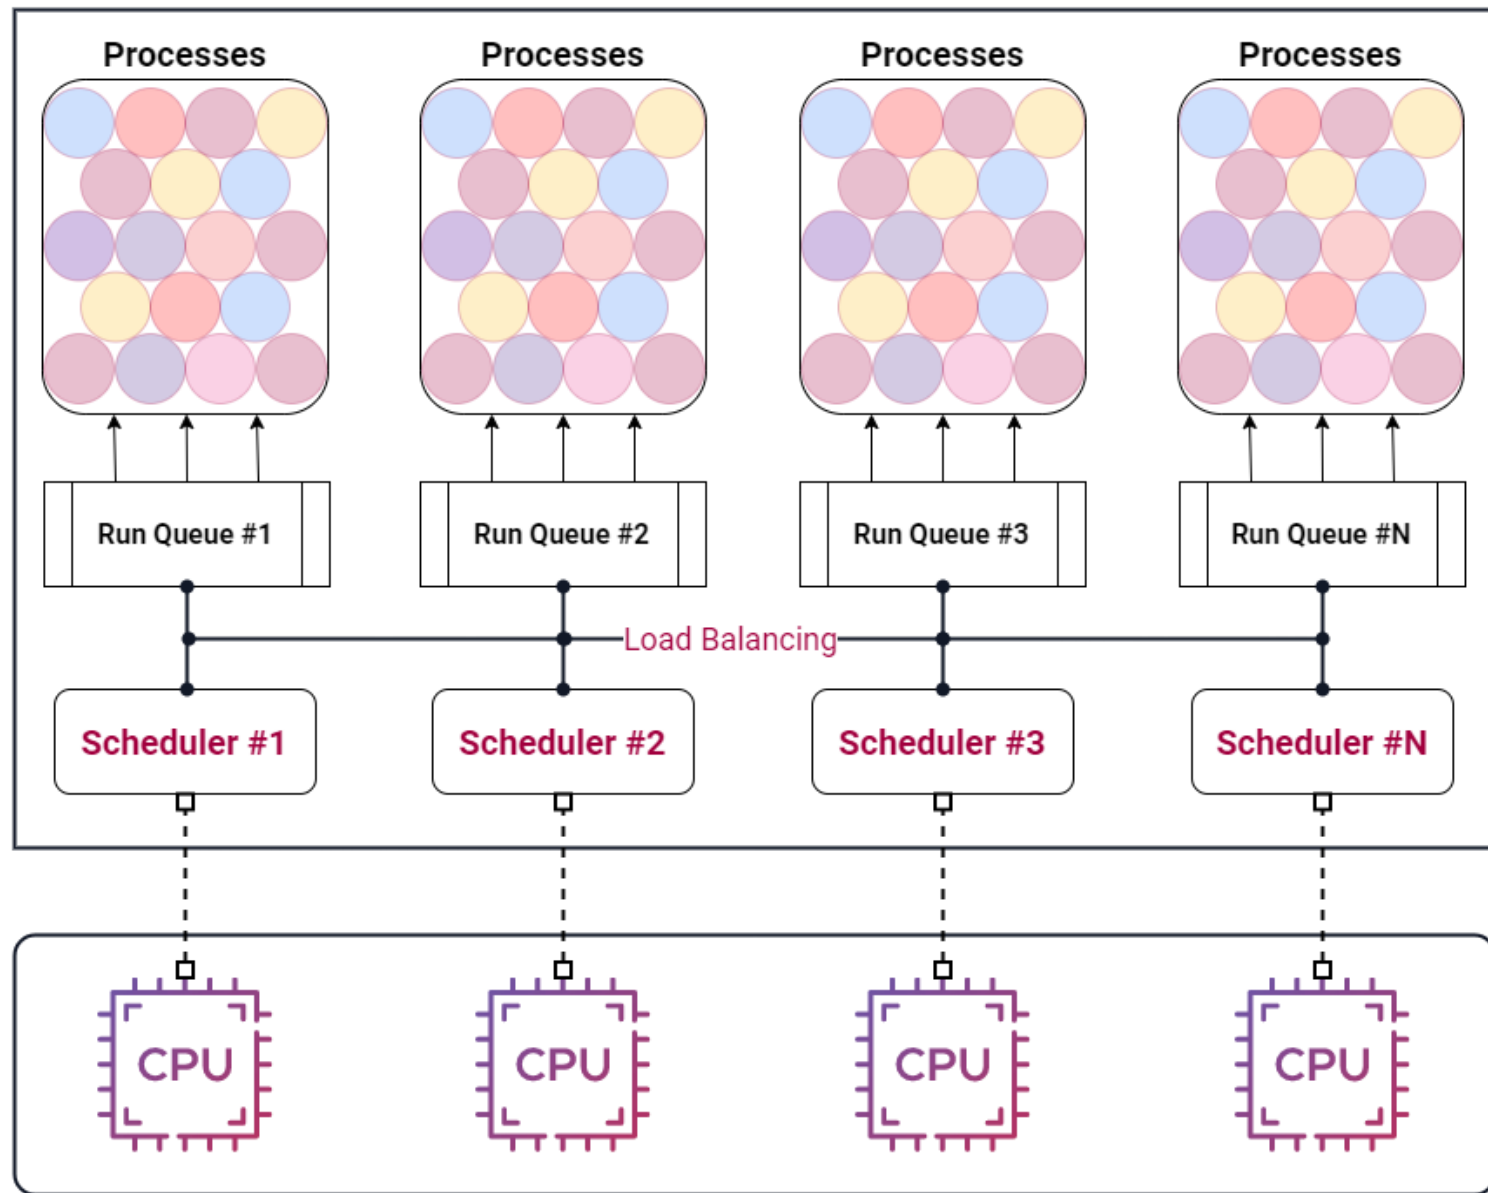 Processes Processes Processes Processes
Run Queue #1 Run Queue #2 Run Queue #3 Run Queue #N
Load Balancing
Scheduler #1 Scheduler #2 Scheduler #3 Scheduler #N
CPU CPU CPU CPU